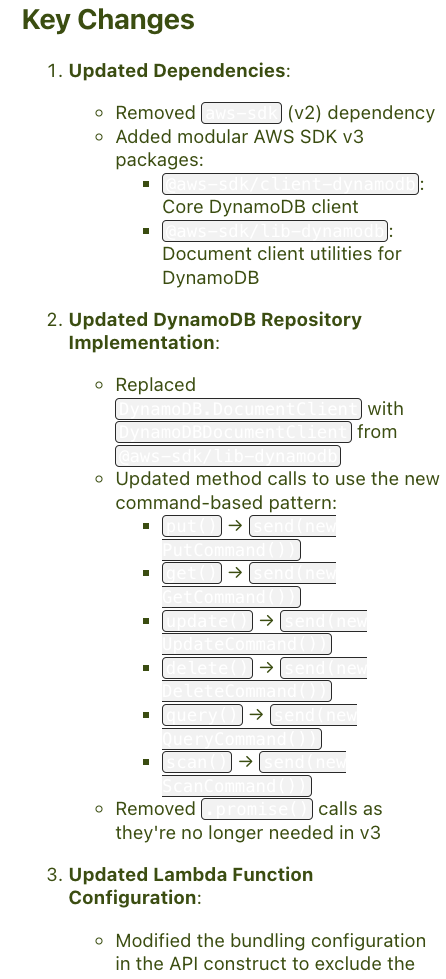 Key Changes
1. Updated Dependencies:
Removed aws-sdk (v2) dependency
Added modular AWS SDK v3
packages:
@aws-sdk/client-dynamodb:
Core DynamoDB client
@aws-sdk/lib-dynamodb:
Document client utilities for
DynamoDB
2. Updated DynamoDB Repository
Implementation:
Replaced
DynamoDB.DocumentClient with
DynamoDBDocumentClient from
@aws-sdk/lib-dynamodb
Updated method calls to use the new
command-based pattern:
put() → send(new
PutCommand())
get() → send(new
GetCommand())
update() → send(new
UpdateCommand())
delete() → send(new
DeleteCommand())
query() → send(new
QueryCommand())
scan() → send(new
ScanCommand())
Removed .promise() calls as
they're no longer needed in v3
3. Updated Lambda Function
Configuration:
Modified the bundling configuration
in the API construct to exclude the